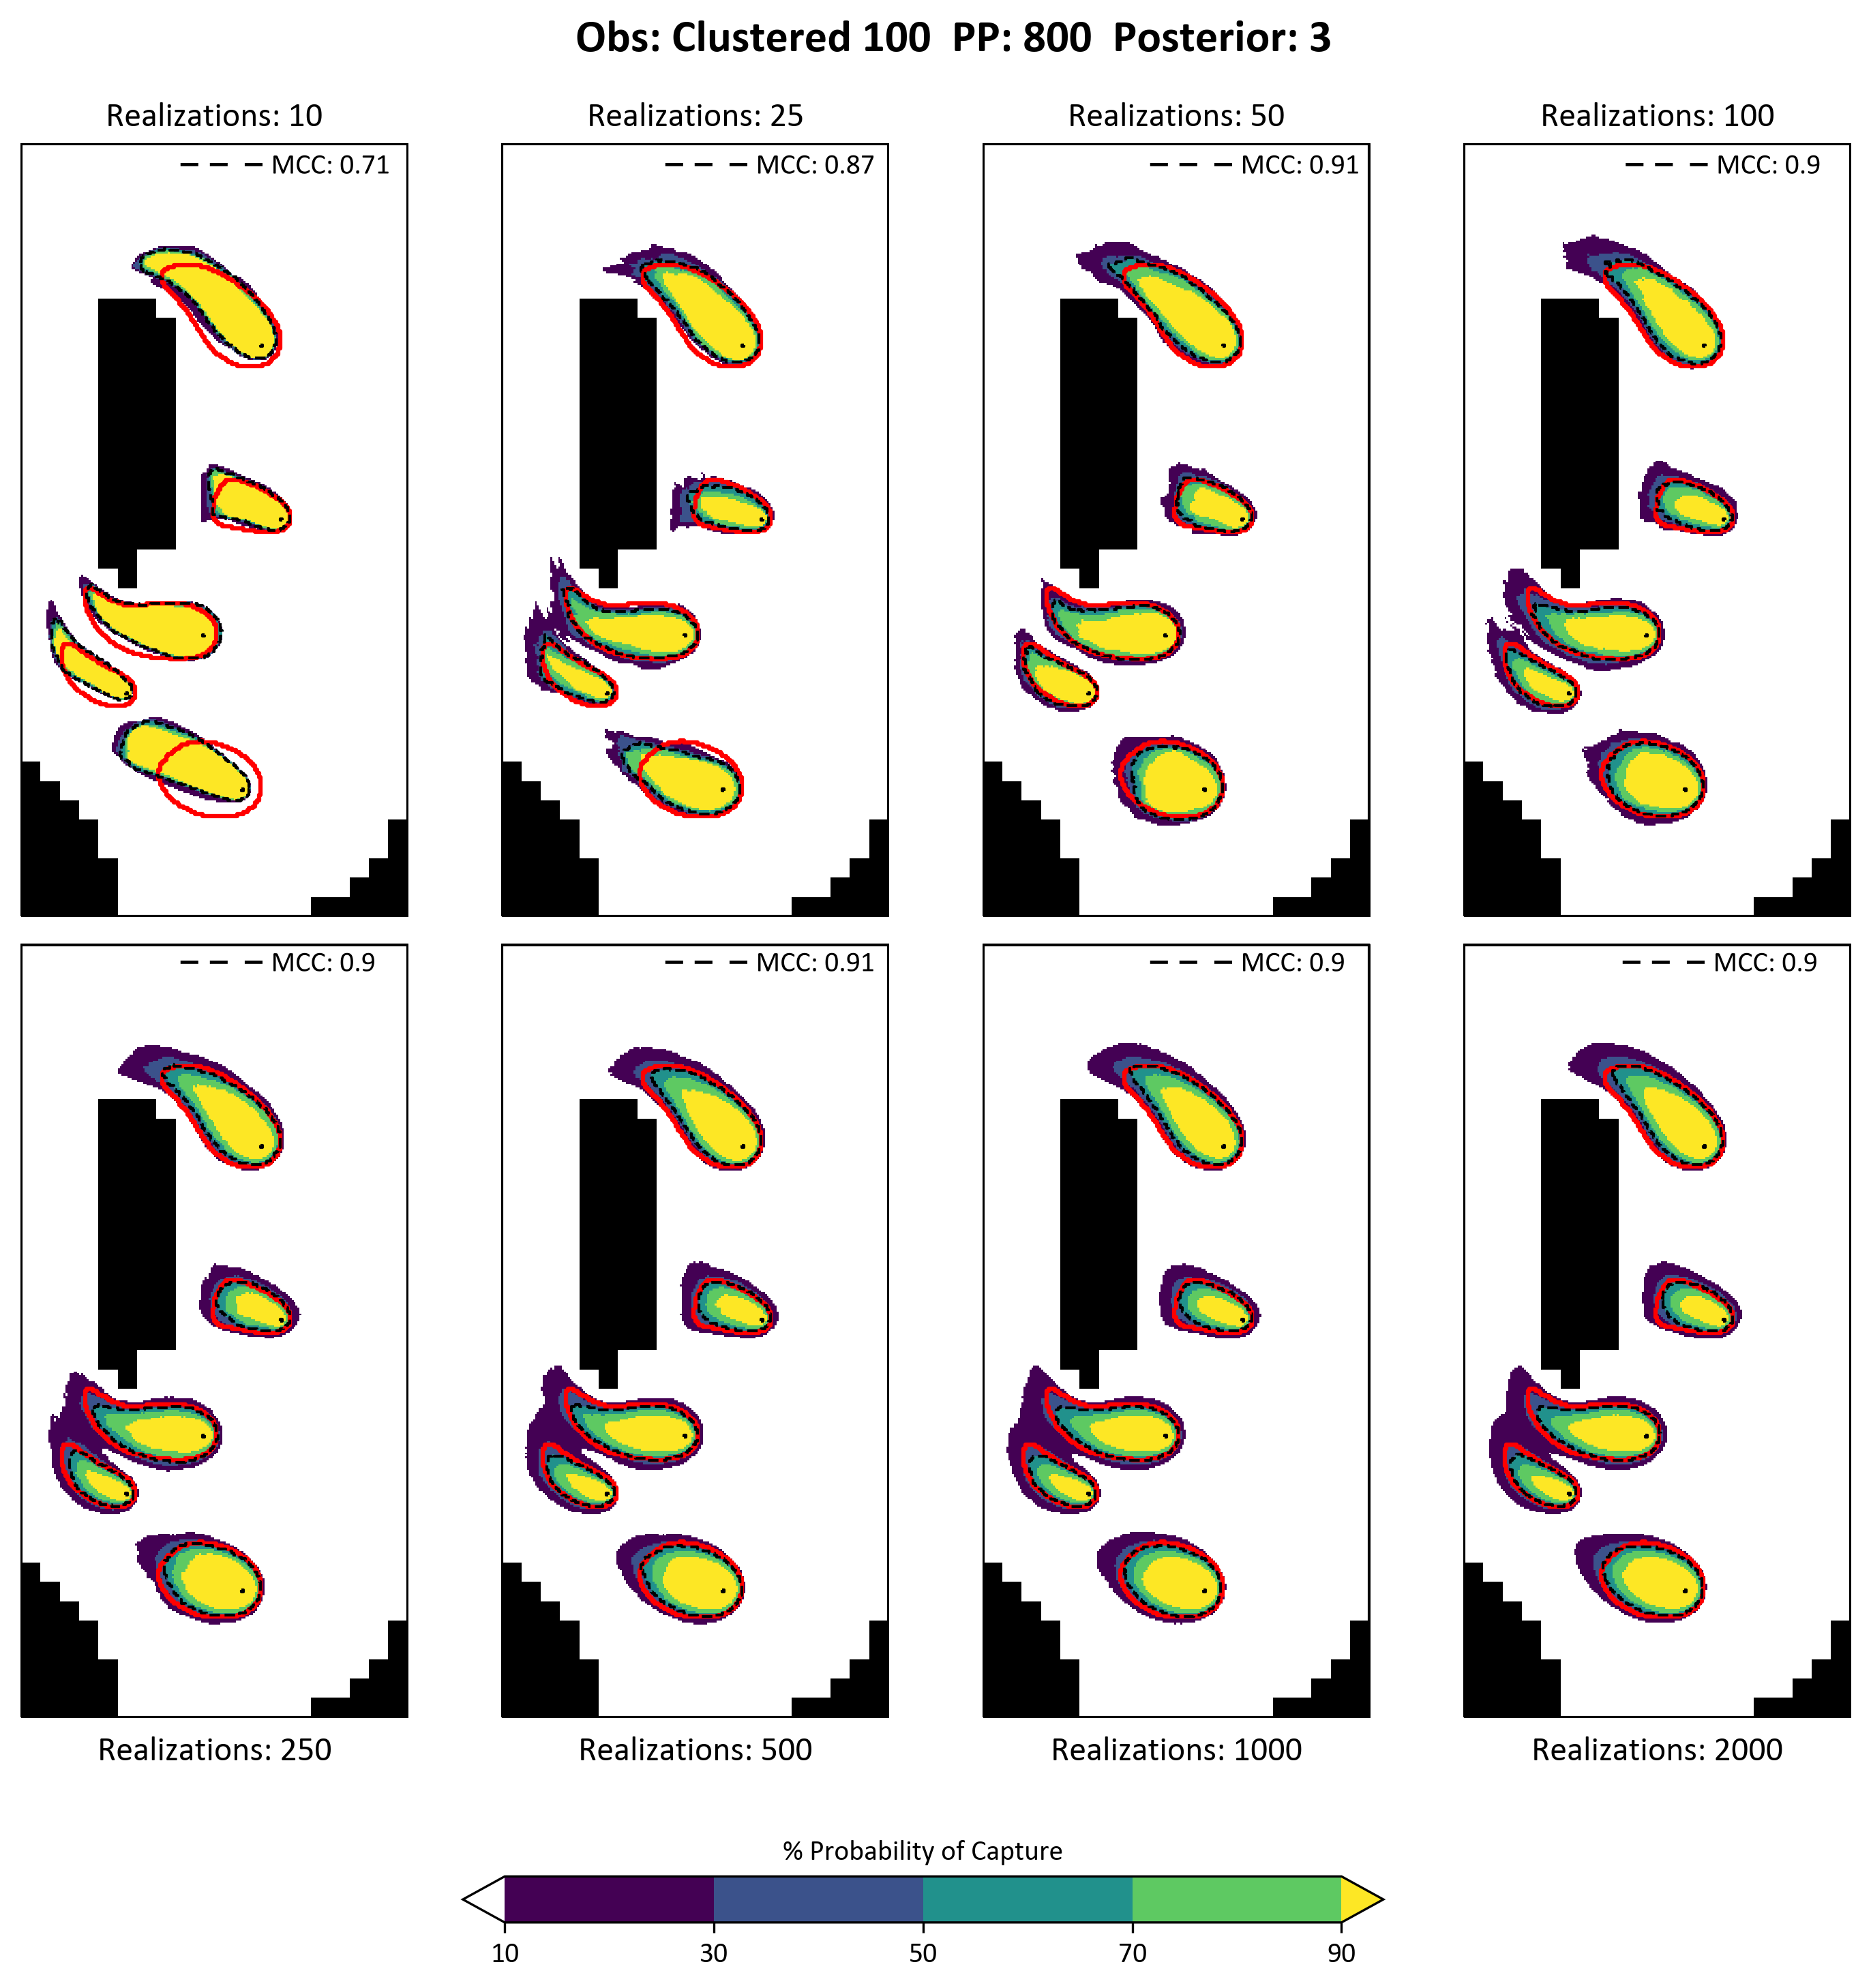 Obs: Clustered 100 PP: 800 Posterior: 3
Realizations: 10
Realizations: 25
Realizations: 50
Realizations: 100
MCC: 0.71
MCC: 0.87
MCC: 0.91
MCC: 0.9
MCC: 0.9
MCC: 0.91
MCC: 0.9
MCC: 0.9
Realizations: 250
Realizations: 500
Realizations: 1000
Realizations: 2000
% Probability of Capture
10
30
50
70
90